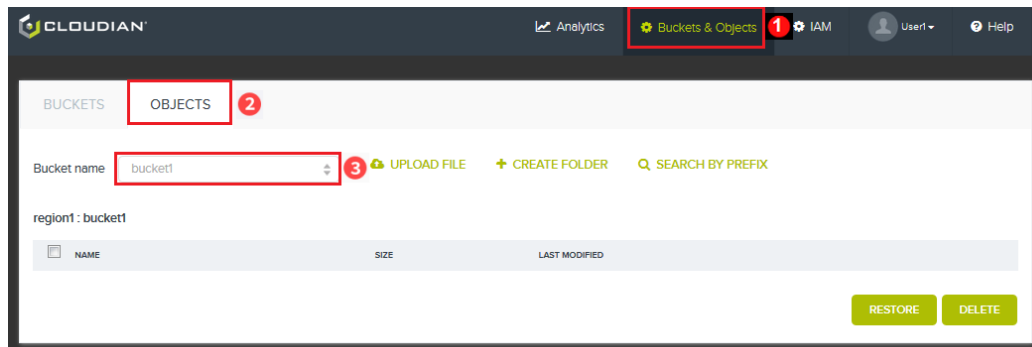 CLOUDIAN Analytics Buckets & Objects 1 IAM User1 Help
BUCKETS OBJECTS 2
Bucket name bucket1 3 UPLOAD FILE + CREATE FOLDER SEARCH BY PREFIX
region1 : bucket1
NAME SIZE LAST MODIFIED
RESTORE DELETE